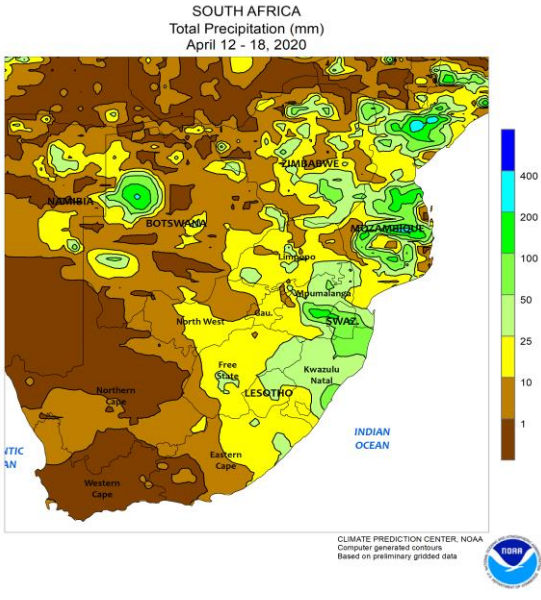 SOUTH AFRICA
Total Precipitation (mm)
April 12 - 18, 2020
ZIMBABWE
NAMIBIA
BOTSWANA
MOZAMBIQUE
Limpopo
Mpumalanga
Gau.
North West
SWAZ.
Free
State
Kwazulu
Natal
Northern
Cape
LESOTHO
Eastern
Cape
Western
Cape
NTIC
AN
INDIAN
OCEAN
400
200
100
50
25
10
1
CLIMATE PREDICTION CENTER, NOAA
Computer generated contours
Based on preliminary gridded data
NOAA